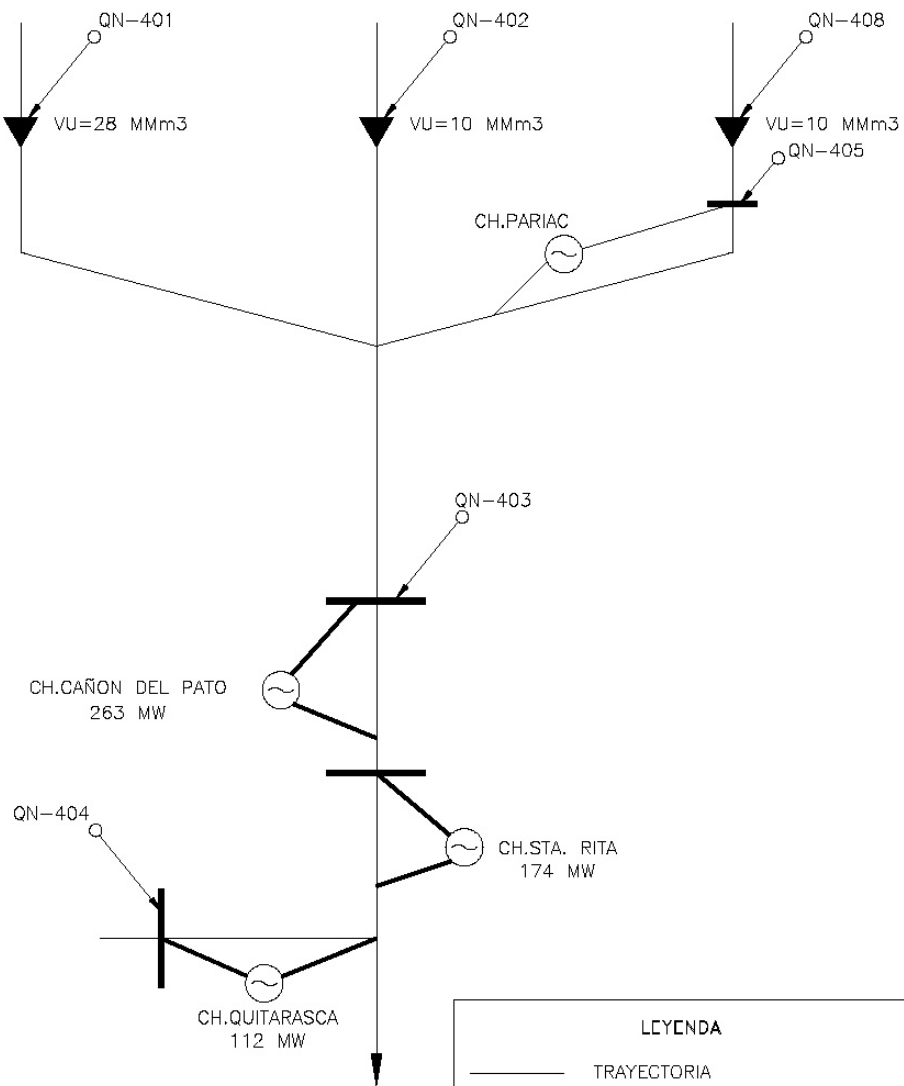 QN-401
QN-402
QN-408
VU=28 MMm3
VU=10 MMm3
VU=10 MMm3
QN-405
CH.PARIAC
QN-403
CH.CAÑON DEL PATO
263 MW
QN-404
CH.STA. RITA
174 MW
CH.QUITARASCA
112 MW
LEYENDA
TRAYECTORIA